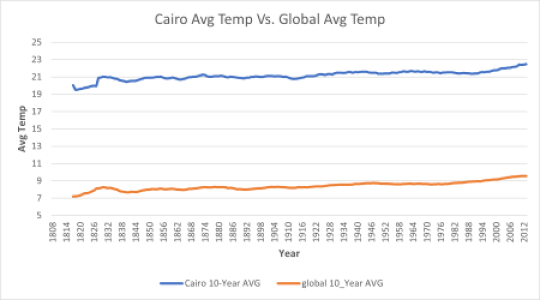 Cairo Avg Temp Vs. Global Avg Temp
25
23
21
19
17
15
13
11
9
7
5
Avg Temp
1808 1814 1820 1826 1832 1838 1844 1850 1856 1862 1868 1874 1880 1886 1892 1898 1904 1910 1916 1922 1928 1934 1940 1946 1952 1958 1964 1970 1976 1982 1988 1994 2000 2006 2012
Year
Cairo 10-Year AVG global 10_Year AVG